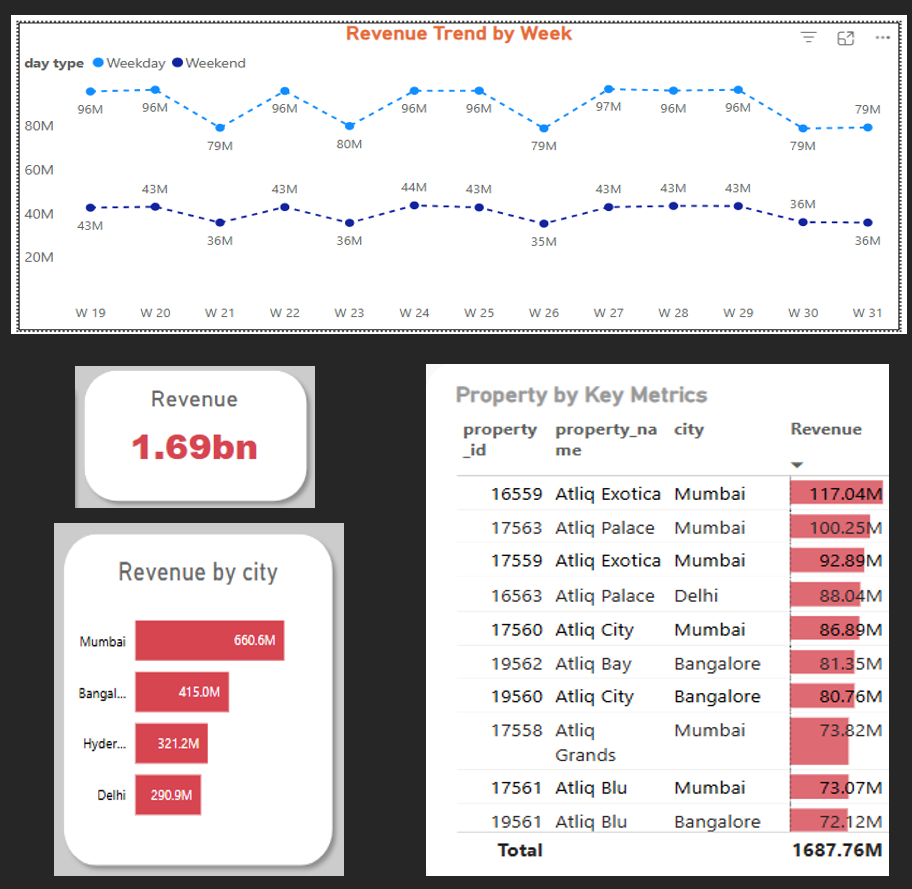 Revenue Trend by Week
day type Weekday Weekend
96M 96M 79M 96M 80M 96M 96M 79M 97M 96M 96M 79M 79M
80M
60M
43M 43M 36M 43M 36M 44M 43M 35M 43M 43M 43M 36M 36M
40M
20M
W 19 W 20 W 21 W 22 W 23 W 24 W 25 W 26 W 27 W 28 W 29 W 30 W 31
Revenue
1.69bn
Revenue by city
Mumbai 660.6M
Bangal... 415.0M
Hyder... 321.2M
Delhi 290.9M
Property by Key Metrics
property property_na city Revenue
_id me
16559 Atliq Exotica Mumbai 117.04M
17563 Atliq Palace Mumbai 100.25M
17559 Atliq Exotica Mumbai 92.89M
16563 Atliq Palace Delhi 88.04M
17560 Atliq City Mumbai 86.89M
19562 Atliq Bay Bangalore 81.35M
19560 Atliq City Bangalore 80.76M
17558 Atliq Mumbai 73.82M
Grands
17561 Atliq Blu Mumbai 73.07M
19561 Atliq Blu Bangalore 72.12M
Total 1687.76M